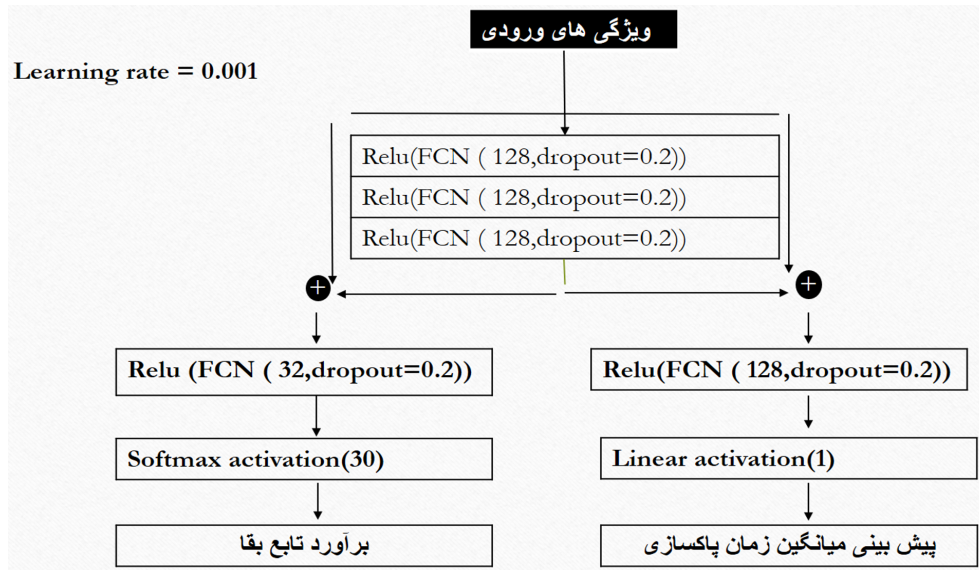 ویژگی های ورودی
Learning rate = 0.001
Relu(FCN ( 128,dropout=0.2))
Relu(FCN ( 128,dropout=0.2))
Relu(FCN ( 128,dropout=0.2))
+
+
Relu (FCN ( 32,dropout=0.2))
Relu(FCN ( 128,dropout=0.2))
Softmax activation(30)
Linear activation(1)
برآورد تابع بقا
پیش بینی میانگین زمان پاکسازی